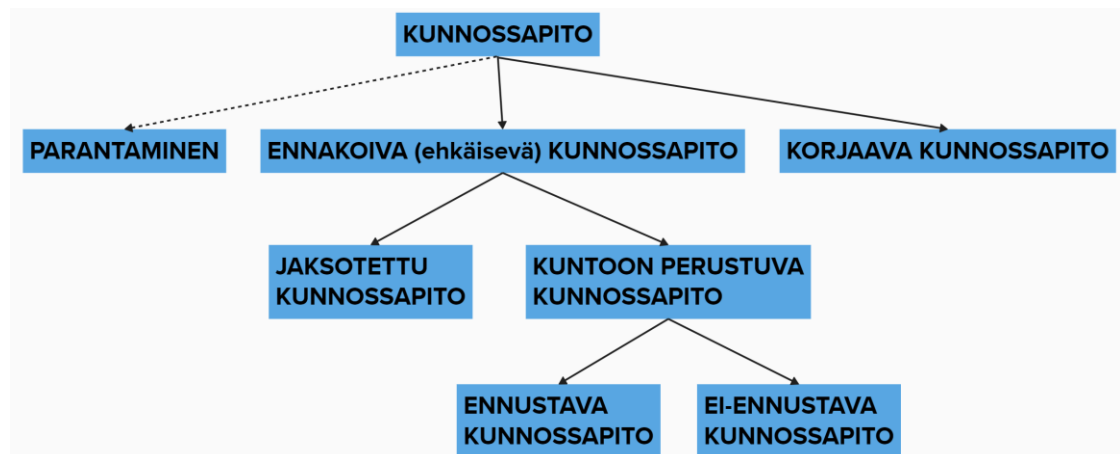 KUNNOSSAPITO
PARANTAMINEN
ENNAKOIVA (ehkäisevä) KUNNOSSAPITO
KORJAAVA KUNNOSSAPITO
JAKSOTETTU
KUNNOSSAPITO
KUNTOON PERUSTUVA
KUNNOSSAPITO
ENNUSTAVA
KUNNOSSAPITO
EI-ENNUSTAVA
KUNNOSSAPITO